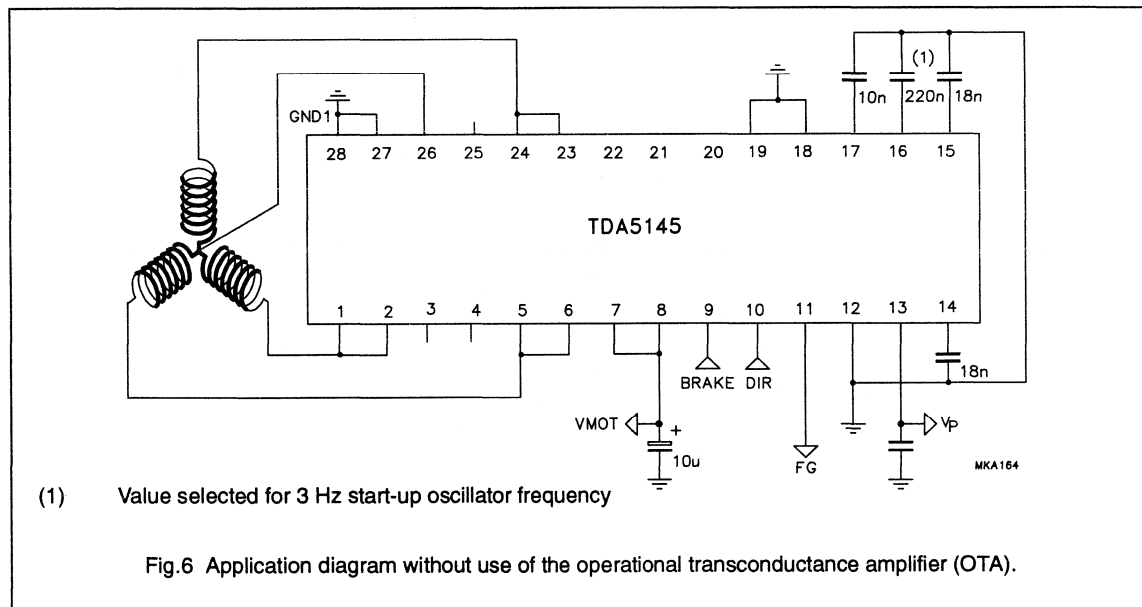 (1)
10n 220n 18n
GND1
28 27 26 25 24 23 22 21 20 19 18 17 16 15
TDA5145
1 2 3 4 5 6 7 8 9 10 11 12 13 14
18n
BRAKE DIR
VMOT + VP
10u
FG
MKA164
(1) Value selected for 3 Hz start-up oscillator frequency
Fig.6 Application diagram without use of the operational transconductance amplifier (OTA).